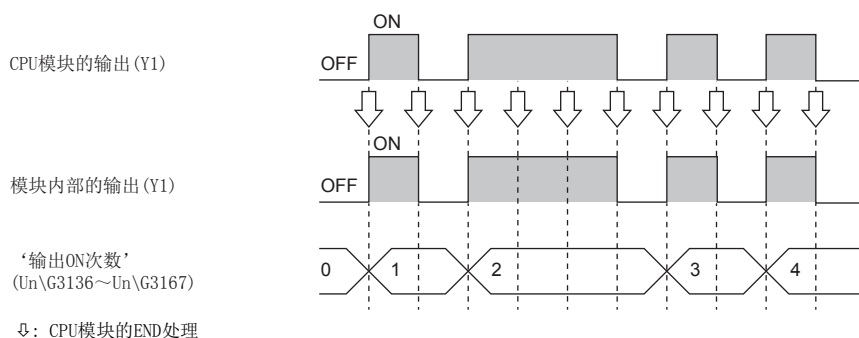 ON
CPU模块的输出(Y1)
OFF
ON
模块内部的输出(Y1)
OFF
‘输出ON次数’
(Un\G3136～Un\G3167)
0 1 2 3 4
⇩: CPU模块的END处理